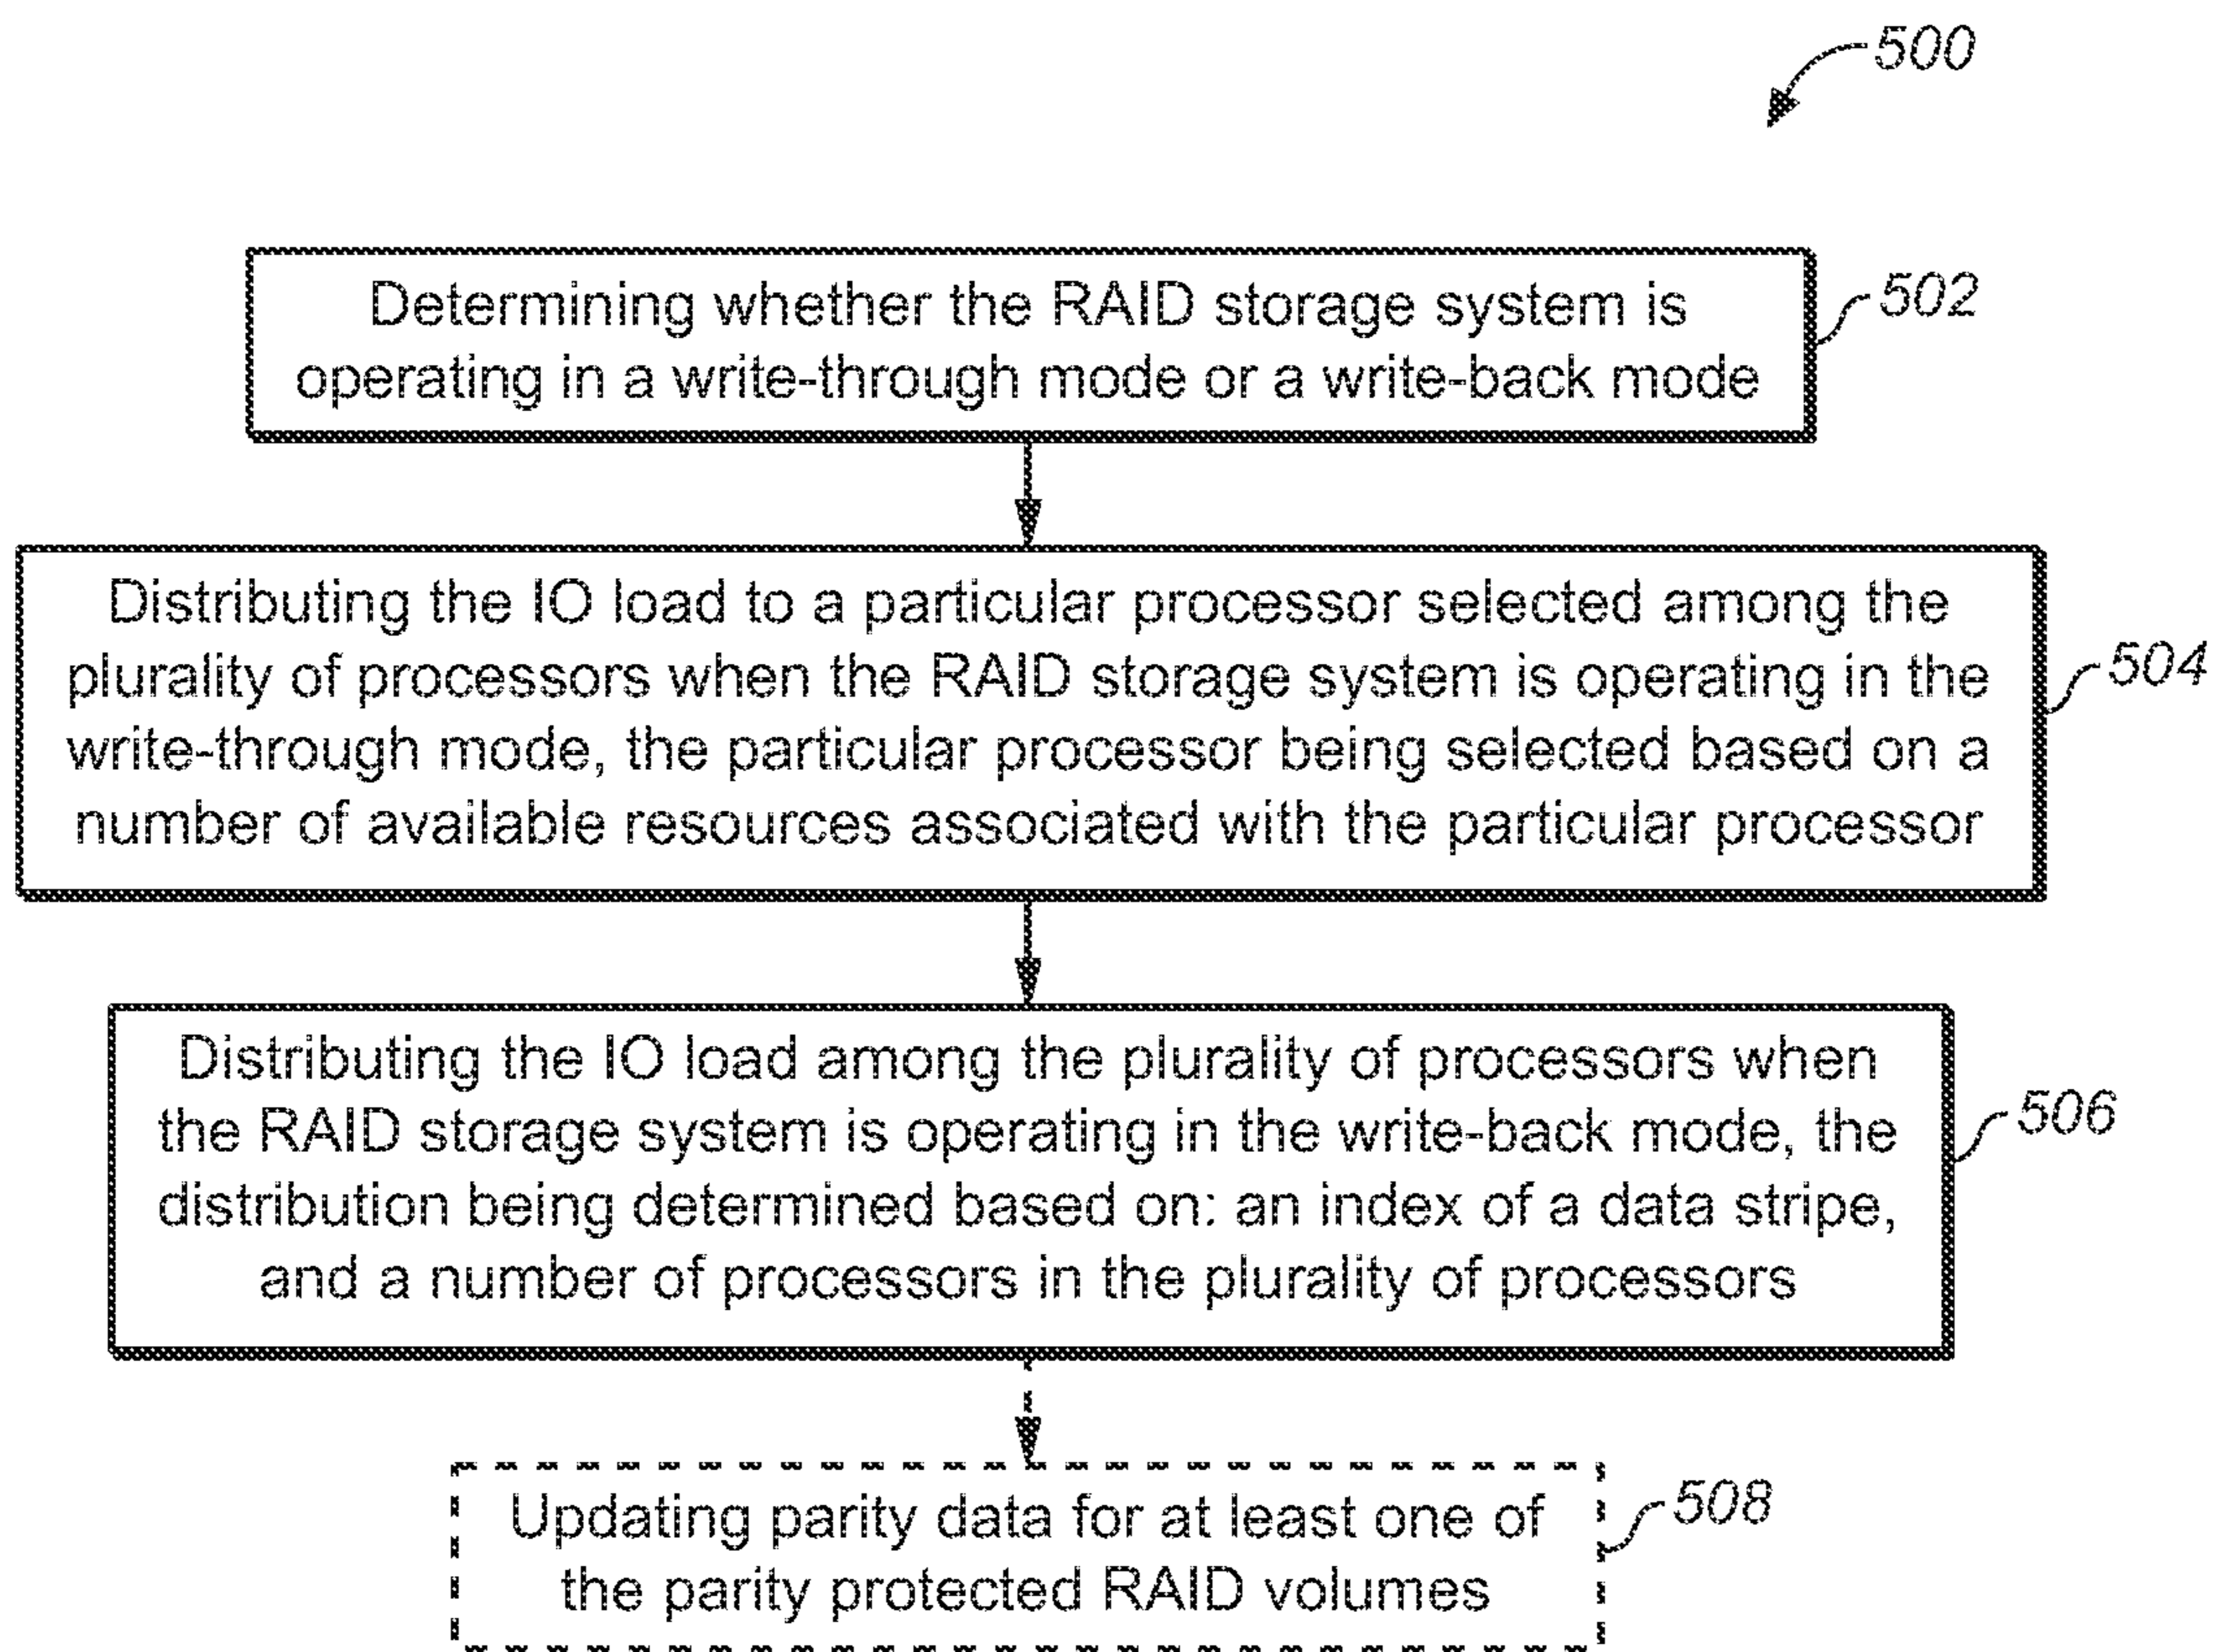 500
Determining whether the RAID storage system is
operating in a write-through mode or a write-back mode
502
Distributing the IO load to a particular processor selected among the
plurality of processors when the RAID storage system is operating in the
write-through mode, the particular processor being selected based on a
number of available resources associated with the particular processor
504
Distributing the IO load among the plurality of processors when
the RAID storage system is operating in the write-back mode, the
distribution being determined based on: an index of a data stripe,
and a number of processors in the plurality of processors
506
Updating parity data for at least one of
the parity protected RAID volumes
508